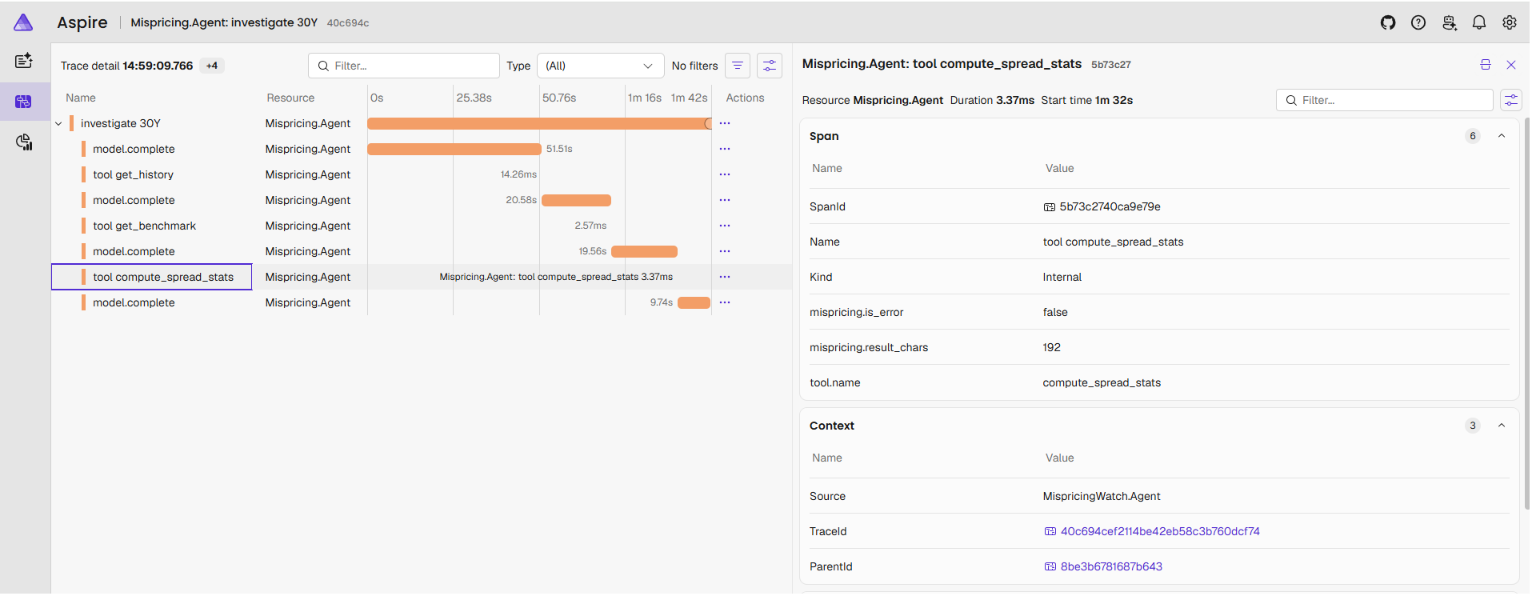 Aspire
Mispricing.Agent: investigate 30Y 40c694c
Trace detail 14:59:09.766 +4
Filter...
Type (All)
No filters
Name Resource 0s 25.38s 50.76s 1m 16s 1m 42s Actions
investigate 30Y Mispricing.Agent
model.complete Mispricing.Agent 51.51s
tool get_history Mispricing.Agent 14.26ms
model.complete Mispricing.Agent 20.58s
tool get_benchmark Mispricing.Agent 2.57ms
model.complete Mispricing.Agent 19.56s
tool compute_spread_stats Mispricing.Agent Mispricing.Agent: tool compute_spread_stats 3.37ms
model.complete Mispricing.Agent 9.74s
Mispricing.Agent: tool compute_spread_stats 5b73c27
Resource Mispricing.Agent Duration 3.37ms Start time 1m 32s
Filter...
Span 6
Name Value
SpanId 5b73c2740ca9e79e
Name tool compute_spread_stats
Kind Internal
mispricing.is_error false
mispricing.result_chars 192
tool.name compute_spread_stats
Context 3
Name Value
Source MispricingWatch.Agent
TraceId 40c694cef2114be42eb58c3b760dcf74
ParentId 8be3b6781687b643